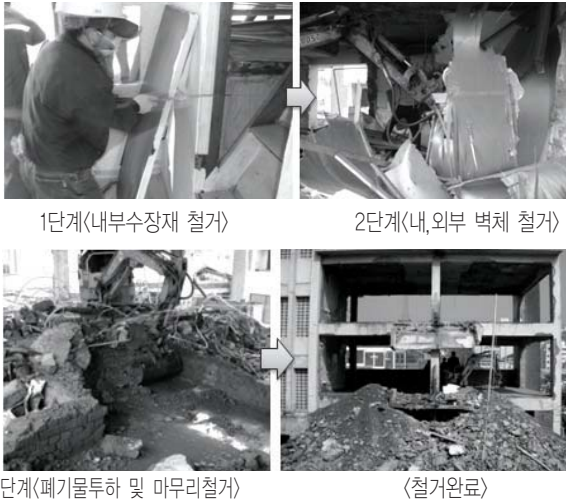 1단계〈내부수장재 철거〉
2단계〈내,외부 벽체 철거〉
단계〈폐기물투하 및 마무리철거〉
〈철거완료〉